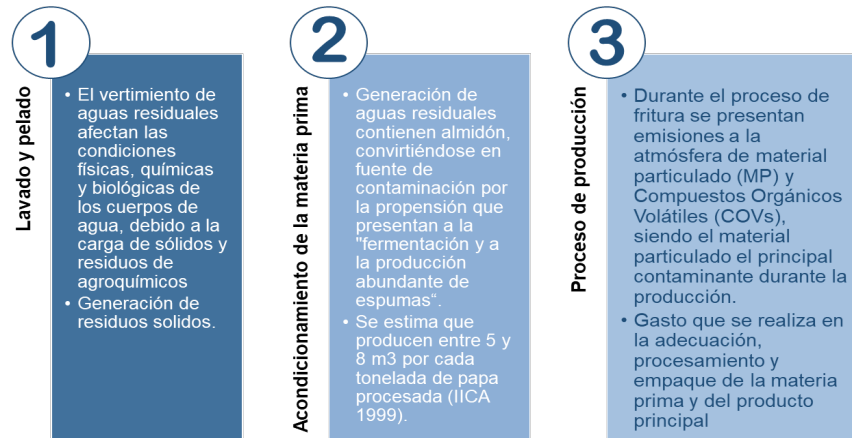 1
Lavado y pelado
• El vertimiento de
aguas residuales
afectan las
condiciones
físicas, químicas
y biológicas de
los cuerpos de
agua, debido a la
carga de sólidos y
residuos de
agroquímicos
• Generación de
residuos solidos.
2
Acondicionamiento de la materia prima
• Generación de
aguas residuales
contienen almidón,
convirtiéndose en
fuente de
contaminación por
la propensión que
presentan a la
"fermentación y a
la producción
abundante de
espumas“.
• Se estima que
producen entre 5 y
8 m3 por cada
tonelada de papa
procesada (IICA
1999).
3
Proceso de producción
• Durante el proceso de
fritura se presentan
emisiones a la
atmósfera de material
particulado (MP) y
Compuestos Orgánicos
Volátiles (COVs),
siendo el material
particulado el principal
contaminante durante la
producción.
• Gasto que se realiza en
la adecuación,
procesamiento y
empaque de la materia
prima y del producto
principal